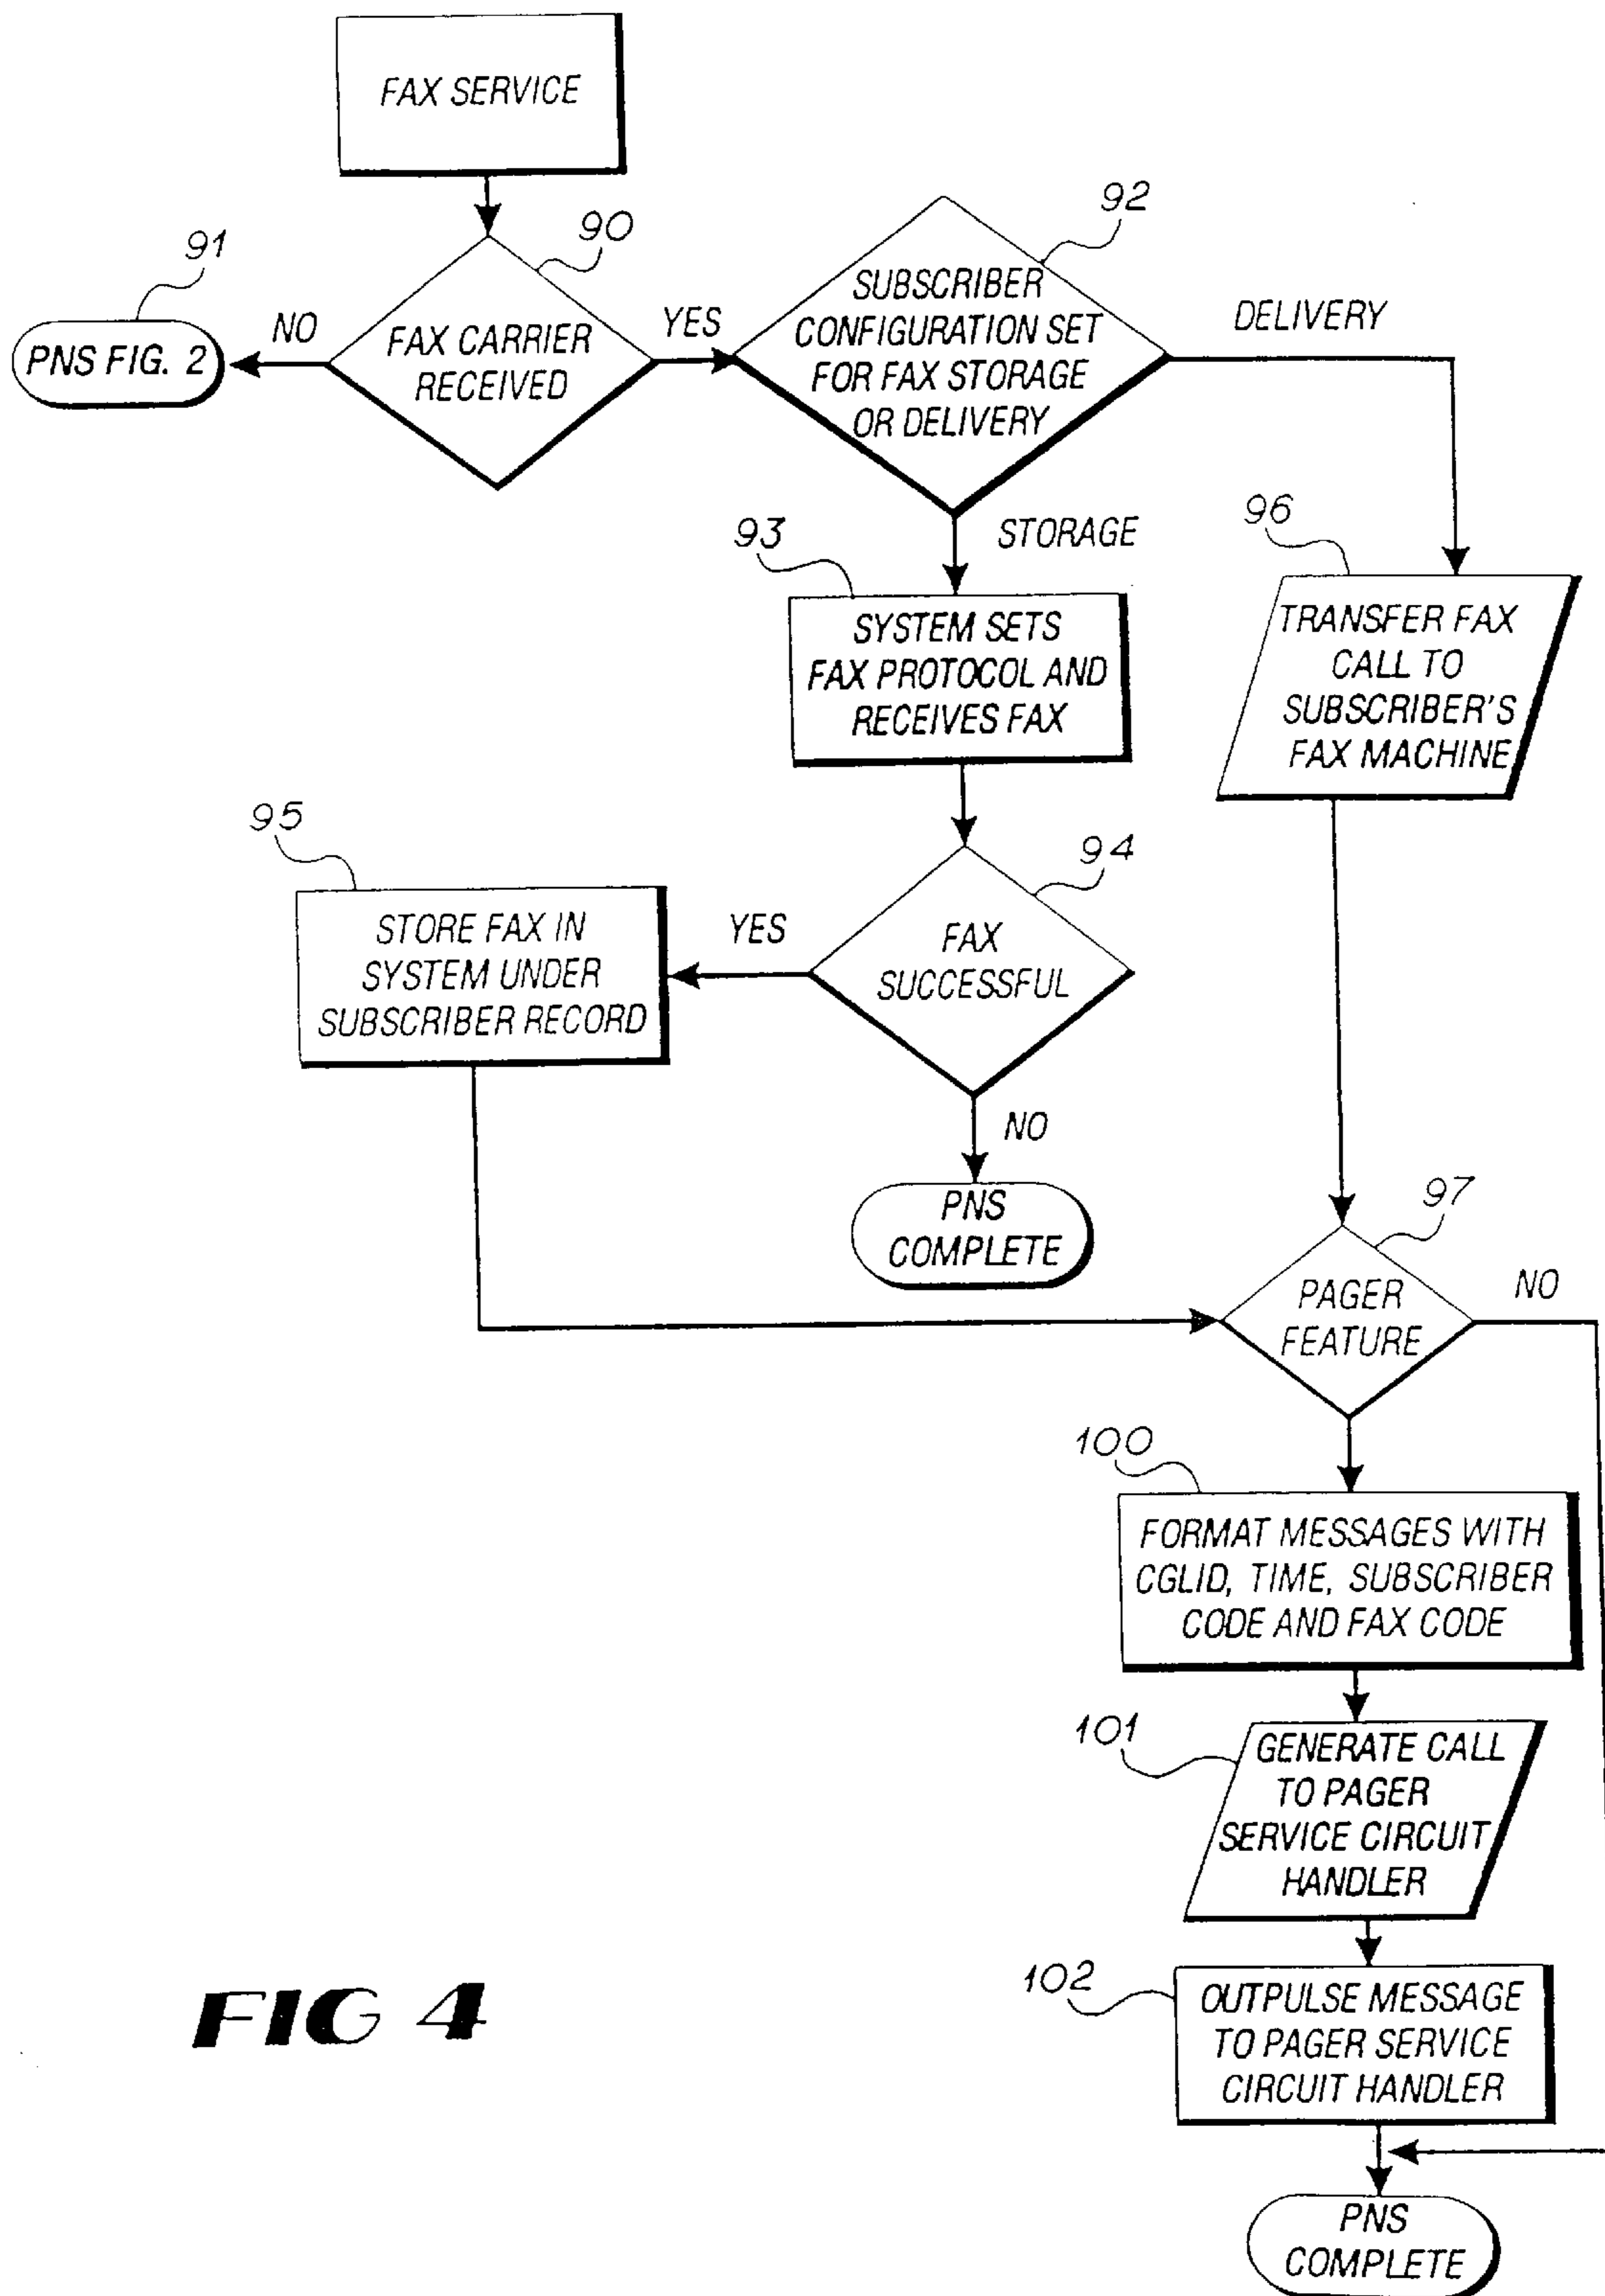 FAX SERVICE
90
91
92
NO
PNS FIG. 2
FAX CARRIER
RECEIVED
YES
SUBSCRIBER
CONFIGURATION SET
FOR FAX STORAGE
OR DELIVERY
DELIVERY
STORAGE
93
SYSTEM SETS
FAX PROTOCOL AND
RECEIVES FAX
96
TRANSFER FAX
CALL TO
SUBSCRIBER'S
FAX MACHINE
94
FAX
SUCCESSFUL
YES
95
STORE FAX IN
SYSTEM UNDER
SUBSCRIBER RECORD
NO
PNS
COMPLETE
97
PAGER
FEATURE
NO
100
FORMAT MESSAGES WITH
CGLID, TIME, SUBSCRIBER
CODE AND FAX CODE
101
GENERATE CALL
TO PAGER
SERVICE CIRCUIT
HANDLER
102
OUTPULSE MESSAGE
TO PAGER SERVICE
CIRCUIT HANDLER
PNS
COMPLETE
FIG 4